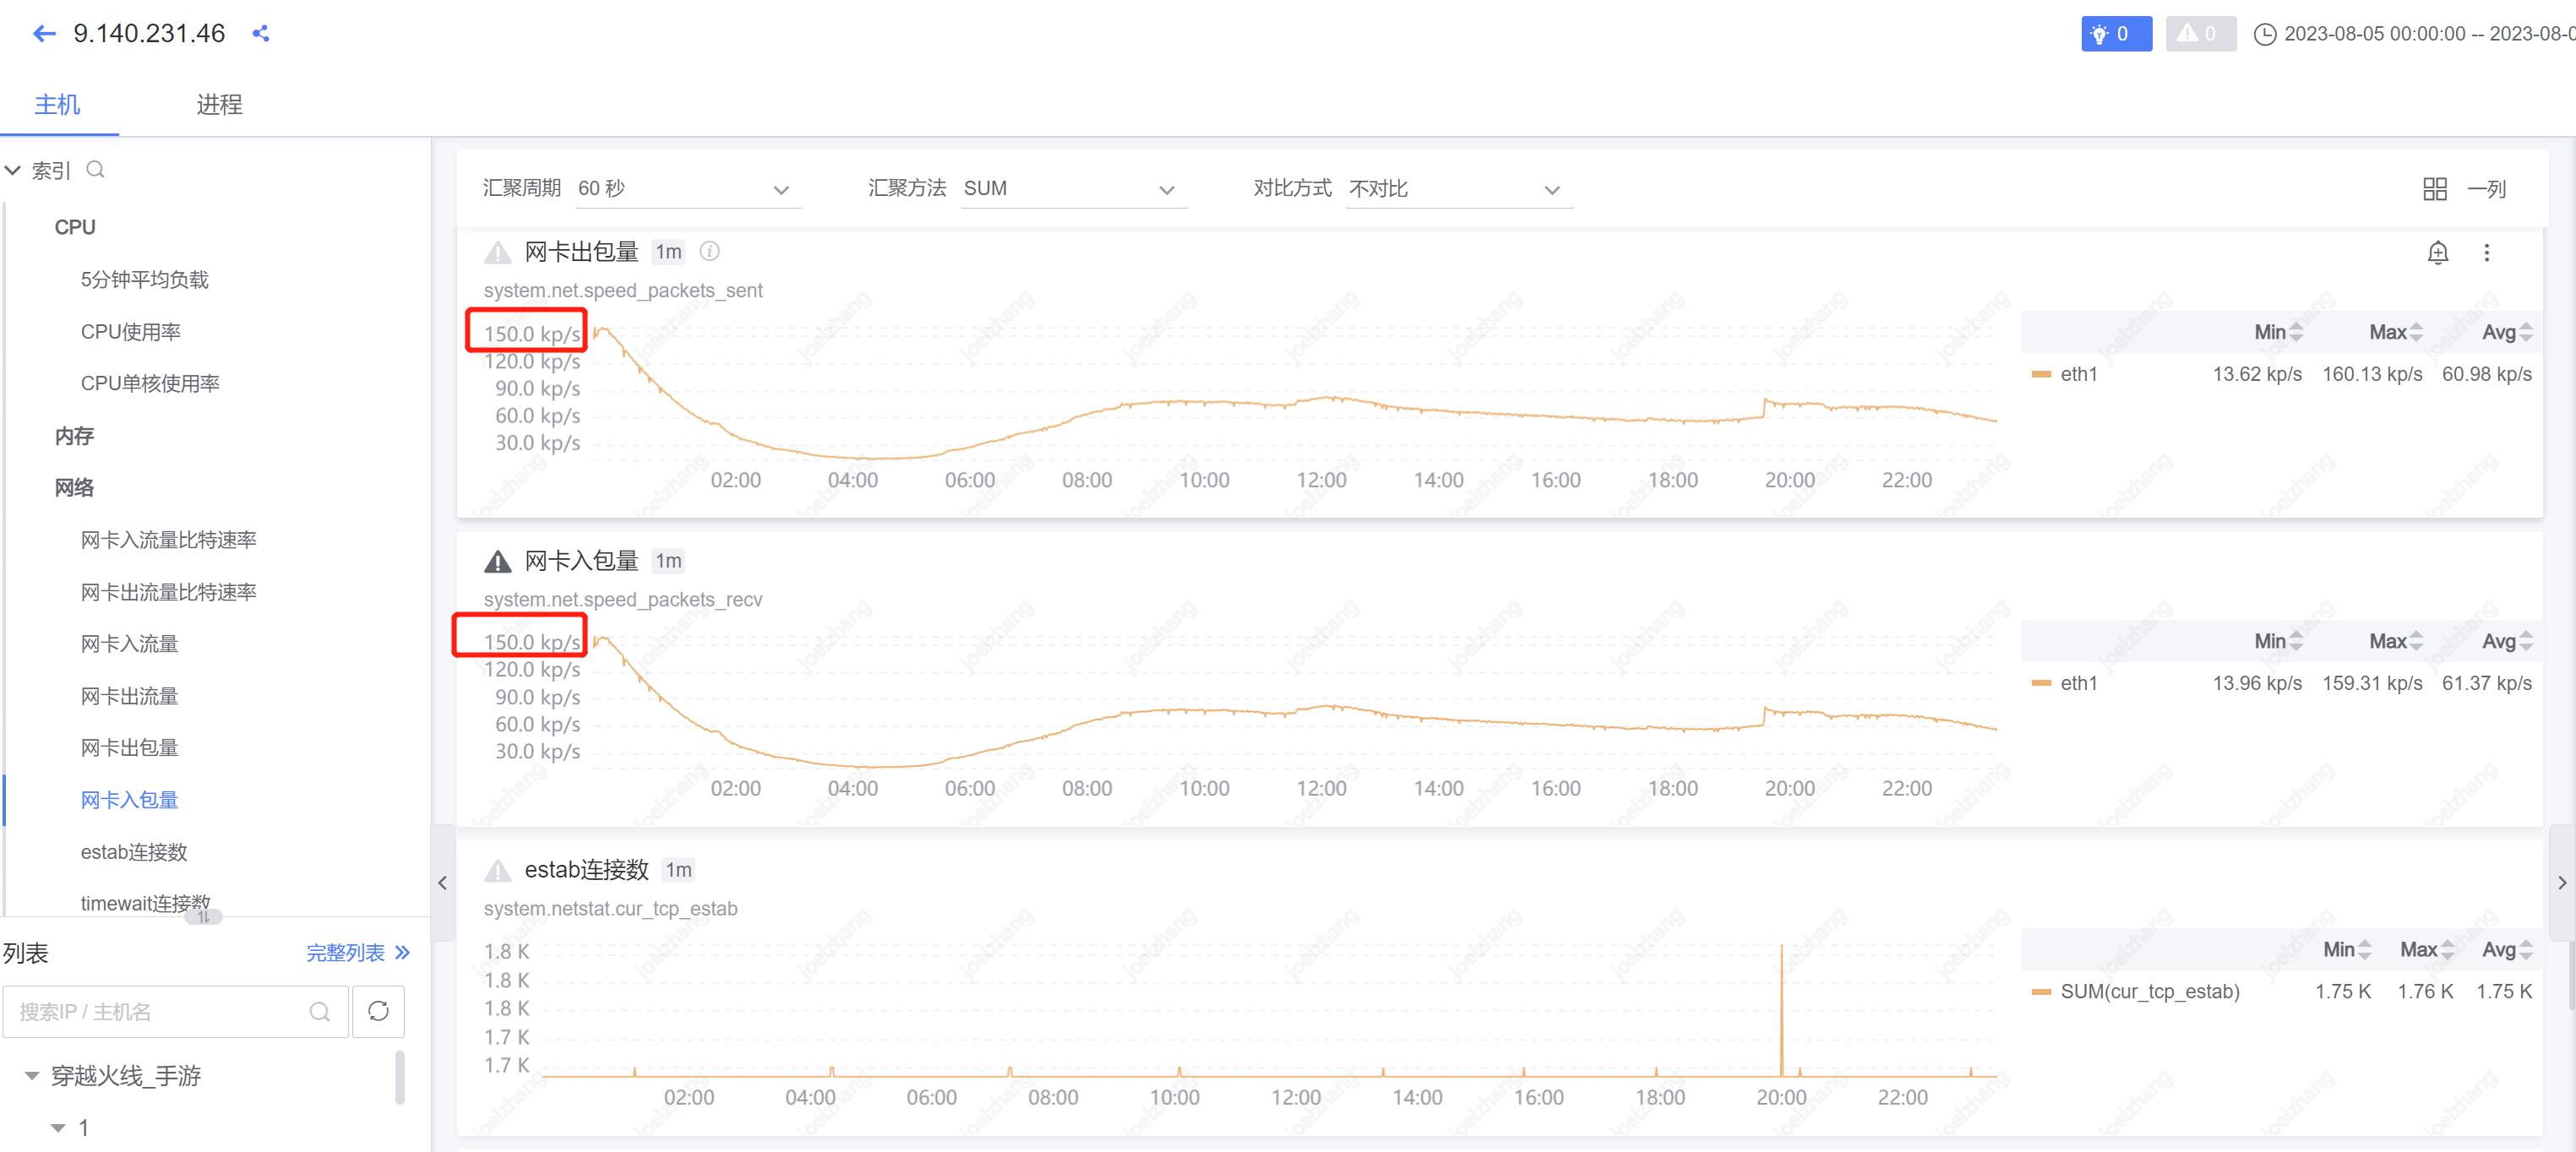 9.140.231.46
0
0
2023-08-05 00:00:00 -- 2023-08-0
主机
进程
索引
CPU
5分钟平均负载
CPU使用率
CPU单核使用率
内存
网络
网卡入流量比特速率
网卡出流量比特速率
网卡入流量
网卡出流量
网卡出包量
网卡入包量
estab连接数
timewait连接数
列表
完整列表
搜索IP / 主机名
穿越火线_手游
1
汇聚周期 60 秒
汇聚方法 SUM
对比方式 不对比
一列
网卡出包量 1m
system.net.speed_packets_sent
150.0 kp/s
120.0 kp/s
90.0 kp/s
60.0 kp/s
30.0 kp/s
02:00 04:00 06:00 08:00 10:00 12:00 14:00 16:00 18:00 20:00 22:00
Min Max Avg
eth1 13.62 kp/s 160.13 kp/s 60.98 kp/s
网卡入包量 1m
system.net.speed_packets_recv
150.0 kp/s
120.0 kp/s
90.0 kp/s
60.0 kp/s
30.0 kp/s
02:00 04:00 06:00 08:00 10:00 12:00 14:00 16:00 18:00 20:00 22:00
Min Max Avg
eth1 13.96 kp/s 159.31 kp/s 61.37 kp/s
estab连接数 1m
system.netstat.cur_tcp_estab
1.8 K
1.8 K
1.8 K
1.7 K
1.7 K
02:00 04:00 06:00 08:00 10:00 12:00 14:00 16:00 18:00 20:00 22:00
Min Max Avg
SUM(cur_tcp_estab) 1.75 K 1.76 K 1.75 K
joelzhang